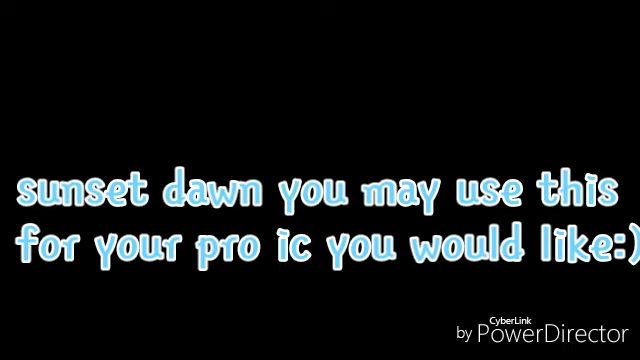 sunset dawn you may use this
for your pro ic you would like:)
CyberLink
by PowerDirector